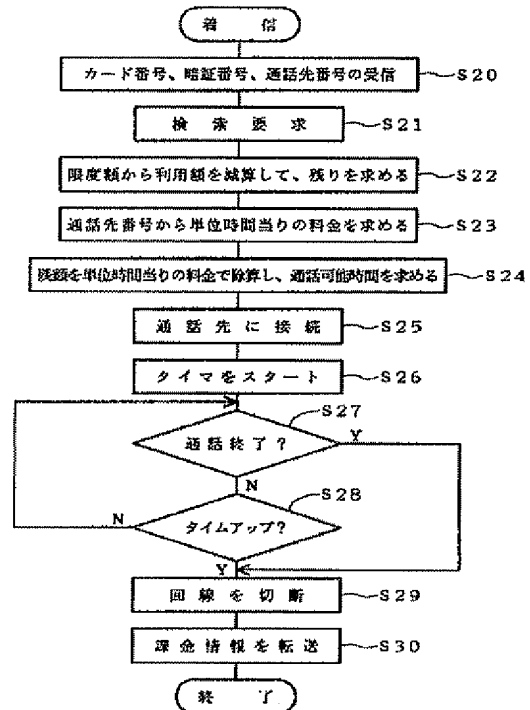 着信
カード番号、暗証番号、通話先番号の受信 S20
検索要求 S21
限度額から利用額を減算して、残りを求める S22
通話先番号から単位時間当りの料金を求める S23
残額を単位時間当りの料金で除算し、通話可能時間を求める S24
通話先に接続 S25
タイマをスタート S26
S27
通話終了？ Y
N
S28
N タイムアップ？
Y
回線を切断 S29
課金情報を転送 S30
終了